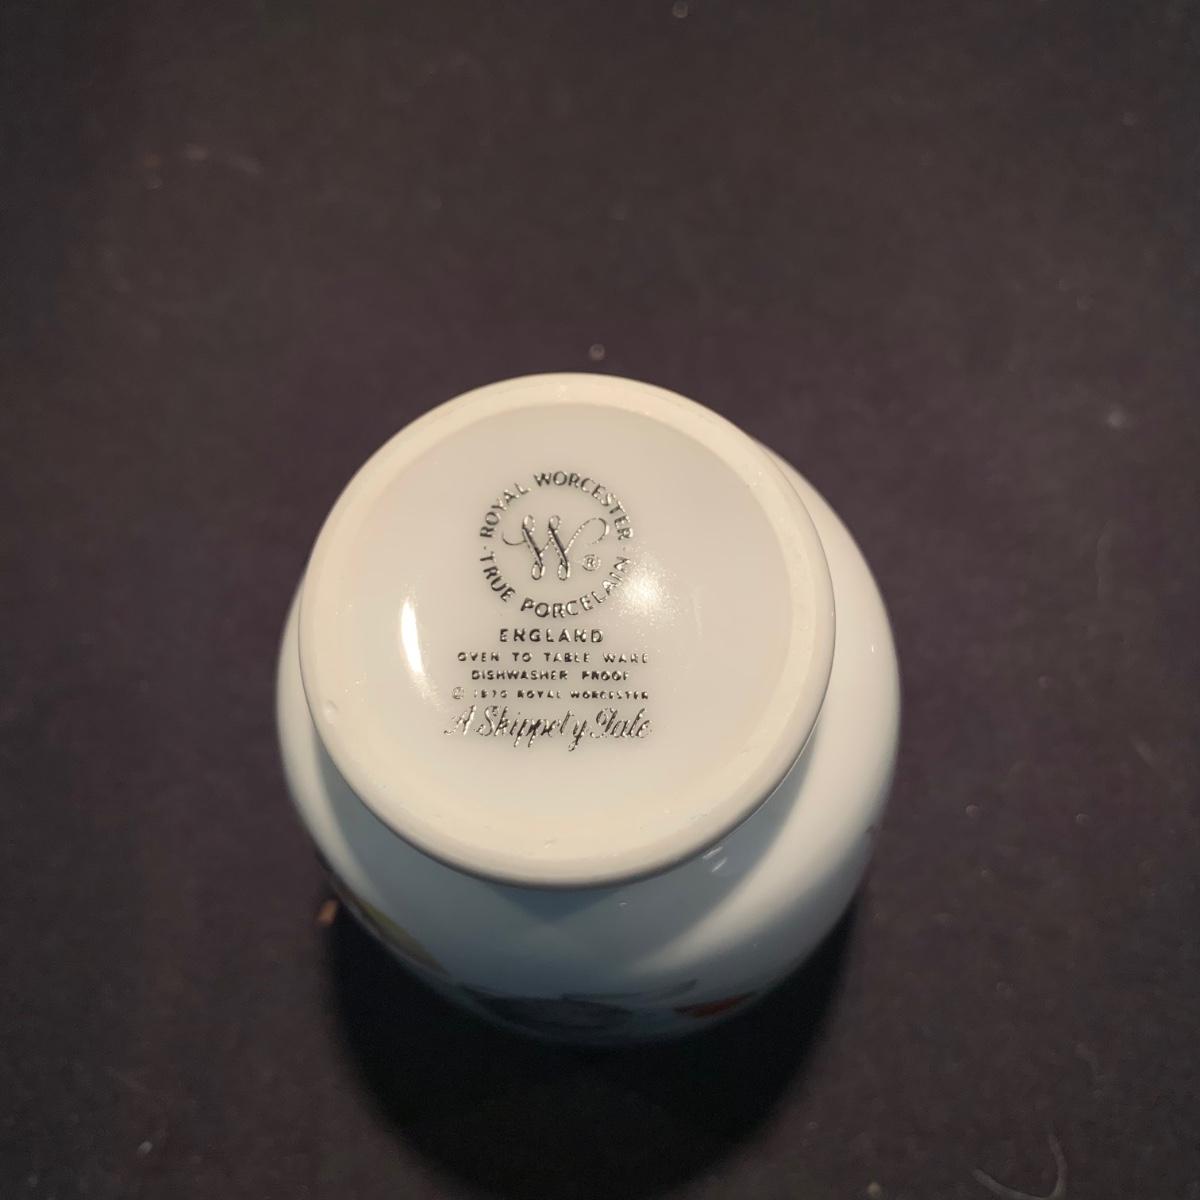 ROYAL WORCESTER
W ®
· TRUE PORCELAIN ·
ENGLAND
OVEN TO TABLE WARE
DISHWASHER PROOF
© ROYAL WORCESTER
A Skippety Tale